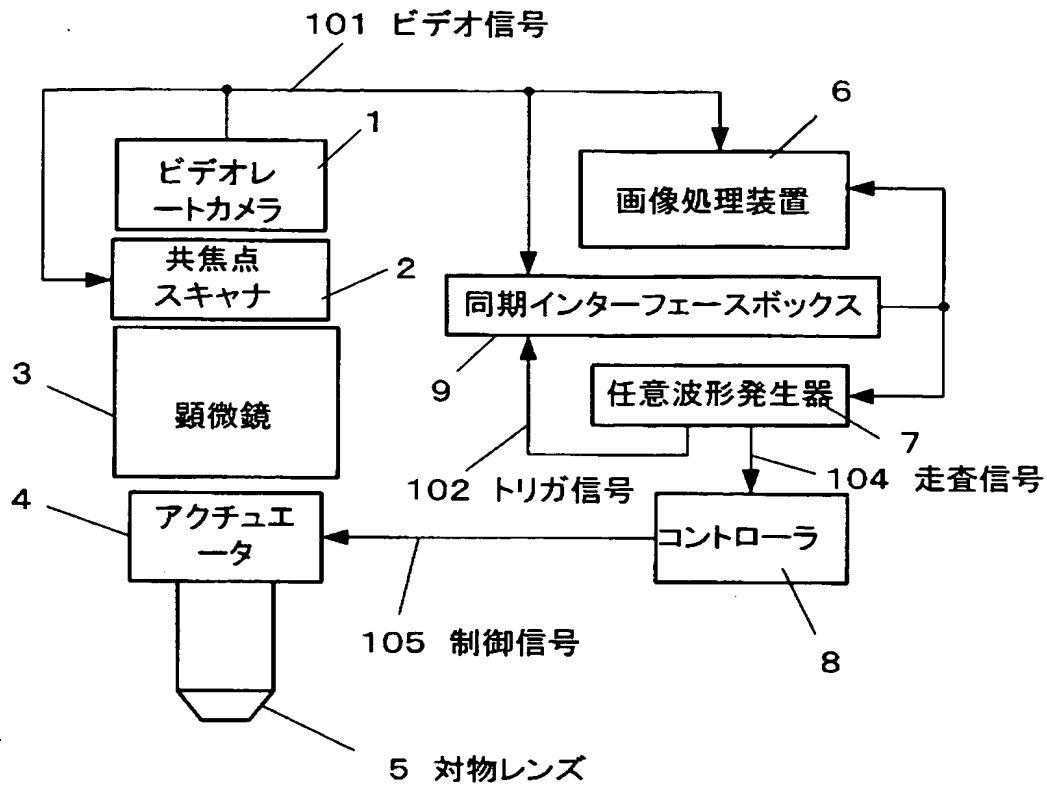 101 ビデオ信号
1
6
ビデオレ
ートカメラ
画像処理装置
共焦点
スキャナ
2
同期インターフェースボックス
3
9
顕微鏡
任意波形発生器
7
102 トリガ信号
104 走査信号
4
アクチュエ
ータ
コントローラ
105 制御信号
8
5 対物レンズ